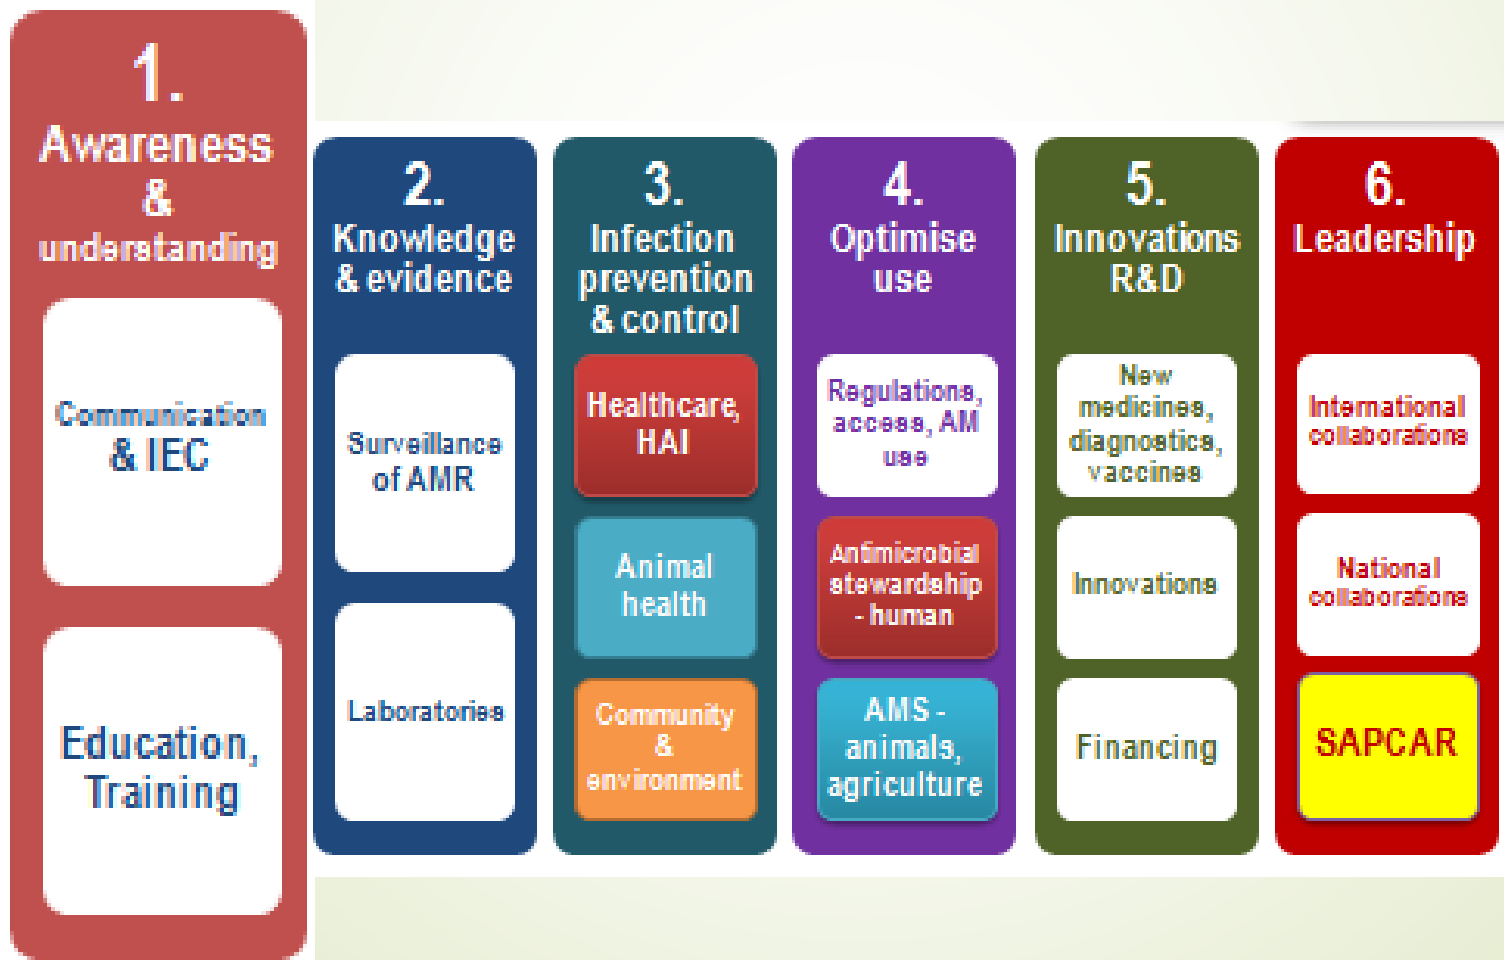 1.
Awareness
&
understanding
Communication
& IEC
Education,
Training
2.
Knowledge
& evidence
Surveillance
of AMR
Laboratories
3.
Infection
prevention
& control
Healthcare,
HAI
Animal
health
Community
&
environment
4.
Optimise
use
Regulations,
access, AM
use
Antimicrobial
stewardship
- human
AMS -
animals,
agriculture
5.
Innovations
R&D
New
medicines,
diagnostics,
vaccines
Innovations
Financing
6.
Leadership
International
collaborations
National
collaborations
SAPCAR